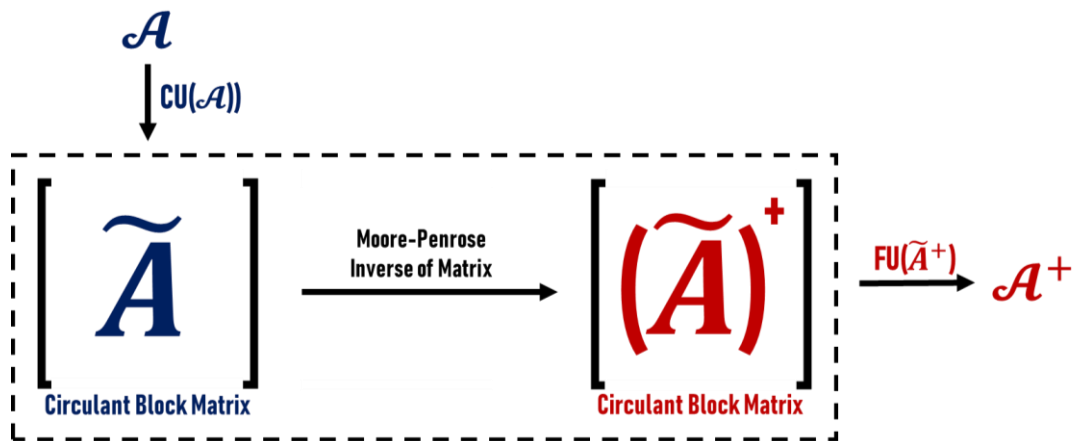 𝒜
CU(𝒜))
Ã
Circulant Block Matrix
Moore-Penrose
Inverse of Matrix
(Ã)⁺
Circulant Block Matrix
FU(Ã⁺)
𝒜⁺